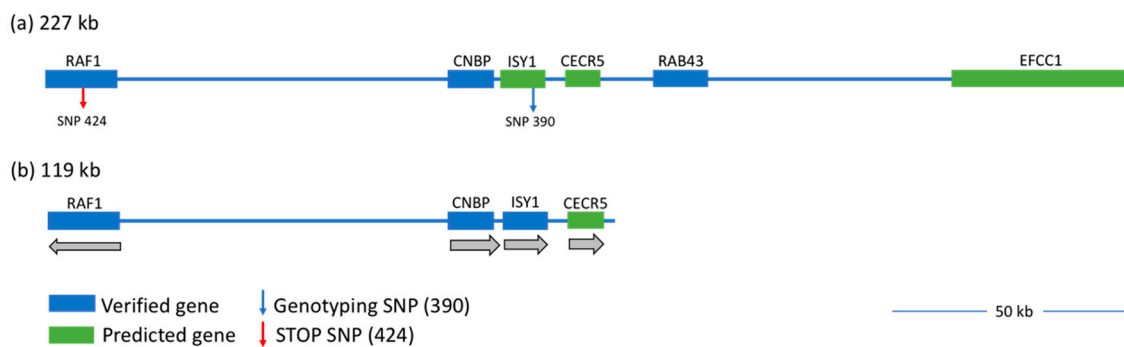 (a) 227 kb
RAF1 CNBP ISY1 CECR5 RAB43 EFCC1
SNP 424 SNP 390
(b) 119 kb
RAF1 CNBP ISY1 CECR5
Verified gene Genotyping SNP (390)
Predicted gene STOP SNP (424)
50 kb